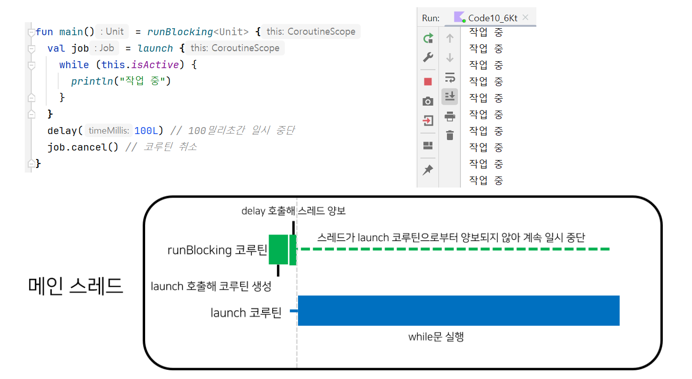 fun main() : Unit = runBlocking<Unit> { this: CoroutineScope
val job : Job = launch { this: CoroutineScope
while (this.isActive) {
println("작업 중")
}
}
delay( timeMillis: 100L) // 100밀리초간 일시 중단
job.cancel() // 코루틴 취소
}
Run: Code10_6Kt ×
작업 중
작업 중
작업 중
작업 중
작업 중
작업 중
작업 중
작업 중
작업 중
작업 중
delay 호출해 스레드 양보
runBlocking 코루틴
스레드가 launch 코루틴으로부터 양보되지 않아 계속 일시 중단
메인 스레드
launch 호출해 코루틴 생성
launch 코루틴
while문 실행